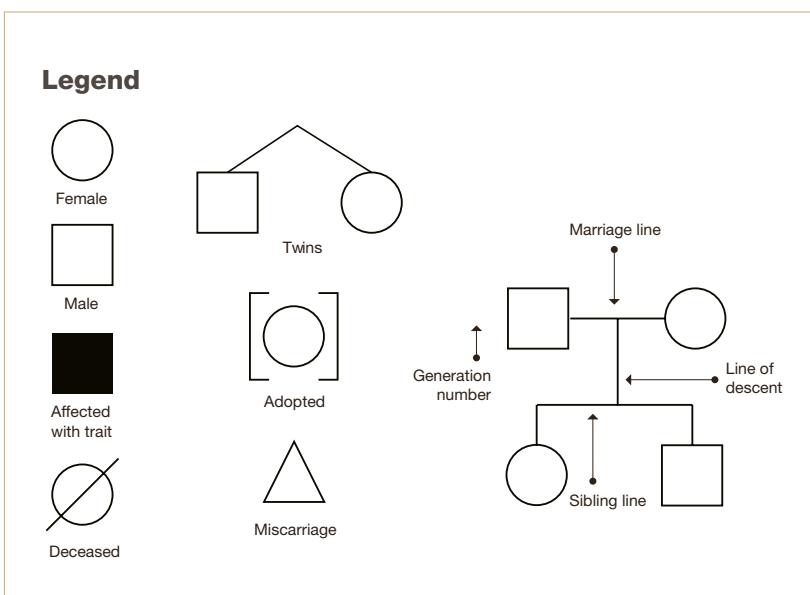 Legend
Female
Male
Affected
with trait
Deceased
Twins
Adopted
Miscarriage
Marriage line
Generation
number
Line of
descent
Sibling line